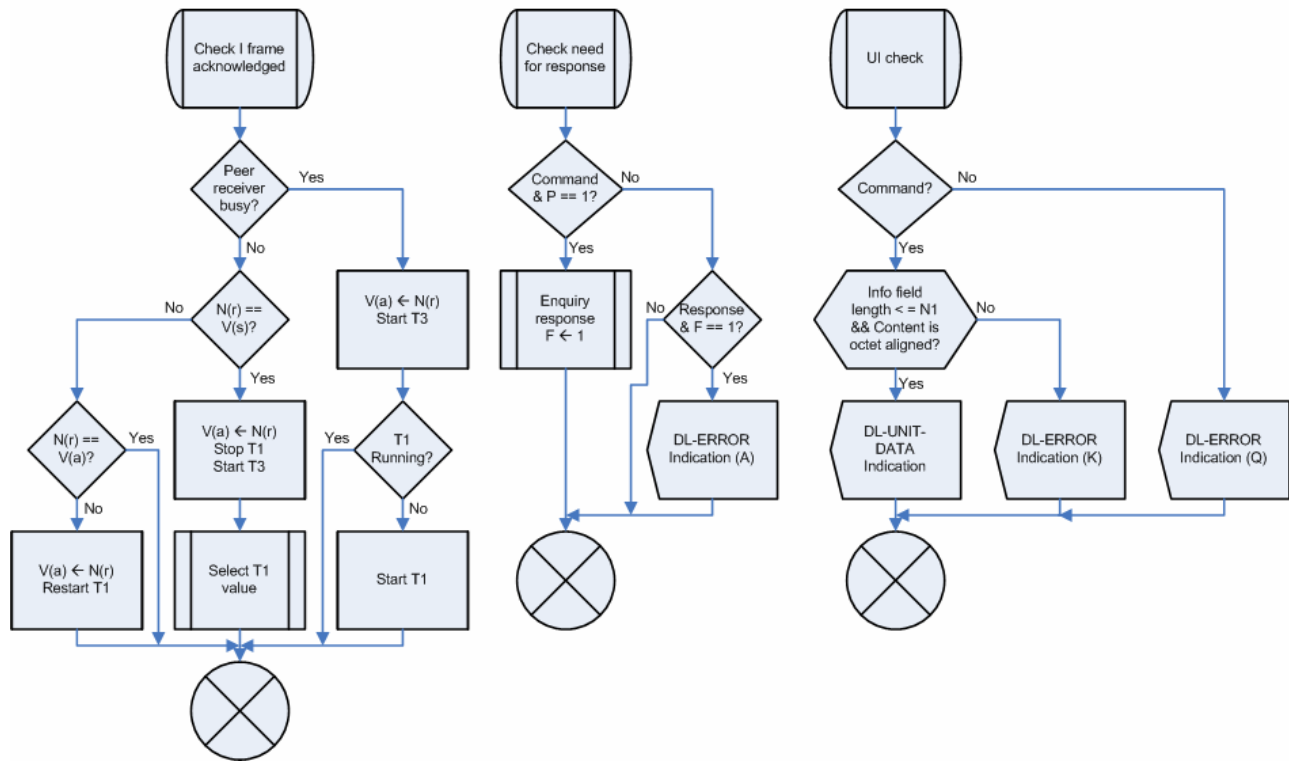 Check I frame
acknowledged
Peer
receiver
busy?
Yes
No
N(r) ==
V(s)?
No
Yes
V(a) ← N(r)
Start T3
N(r) ==
V(a)?
Yes
No
V(a) ← N(r)
Stop T1
Start T3
T1
Running?
Yes
No
V(a) ← N(r)
Restart T1
Select T1
value
Start T1
Check need
for response
Command
& P == 1?
No
Yes
Enquiry
response
F ← 1
Response
& F == 1?
No
Yes
DL-ERROR
Indication (A)
UI check
Command?
No
Yes
Info field
length < = N1
&& Content is
octet aligned?
No
Yes
DL-UNIT-
DATA
Indication
DL-ERROR
Indication (K)
DL-ERROR
Indication (Q)